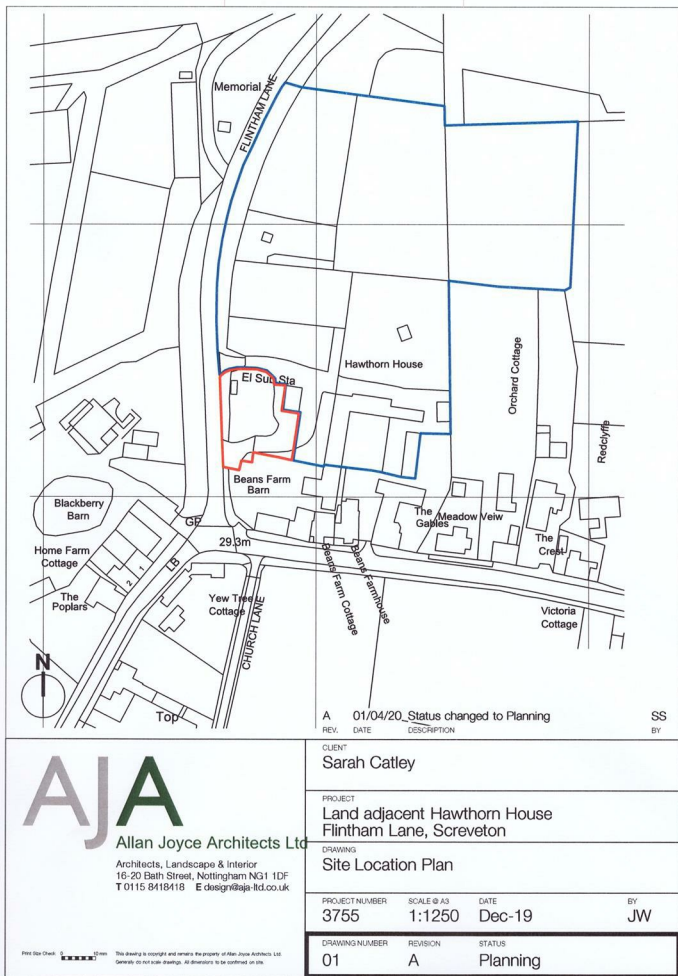 Memorial
FLINTHAM LANE
Hawthorn House
El Sub Sta
Orchard Cottage
Redclyffe
Beans Farm
Barn
Blackberry
Barn
The
Gables
Meadow Veiw
GP
29.3m
The
Crest
Home Farm
Cottage
1
2
LB
The
Poplars
Yew Tree
Cottage
CHURCH LANE
Beans Farm Cottage
Beans Farmhouse
Victoria
Cottage
N
Top
A 01/04/20_Status changed to Planning SS
REV. DATE DESCRIPTION BY
AJA
Allan Joyce Architects Ltd
Architects, Landscape & Interior
16-20 Bath Street, Nottingham NG1 1DF
T 0115 8418418 E design@aja-ltd.co.uk
Print Size Check 0 10mm
This drawing is copyright and remains the property of Allan Joyce Architects Ltd.
Generally do not scale drawings. All dimensions to be confirmed on site.
CLIENT
Sarah Catley
PROJECT
Land adjacent Hawthorn House
Flintham Lane, Screveton
DRAWING
Site Location Plan
PROJECT NUMBER SCALE @ A3 DATE BY
3755 1:1250 Dec-19 JW
DRAWING NUMBER REVISION STATUS
01 A Planning